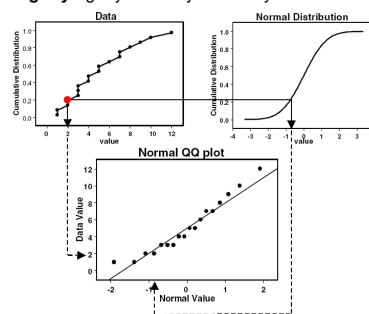 Data
Normal Distribution
Cumulative Distribution
1.0
0.8
0.6
0.4
0.2
0.0
0 2 4 6 8 10 12
value
Cumulative Distribution
1.0
0.8
0.6
0.4
0.2
0.0
-4 -3 -2 -1 0 1 2 3
value
Normal QQ plot
Data Value
12
10
8
6
4
2
0
-2 -1 0 1 2
Normal Value